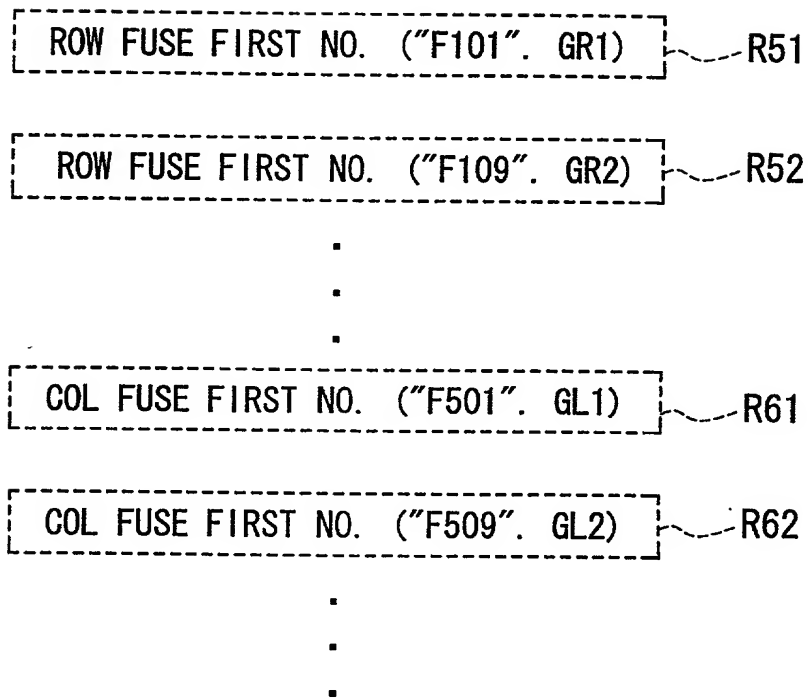 ROW FUSE FIRST NO. ("F101". GR1) R51
ROW FUSE FIRST NO. ("F109". GR2) R52
.
.
.
COL FUSE FIRST NO. ("F501". GL1) R61
COL FUSE FIRST NO. ("F509". GL2) R62
.
.
.